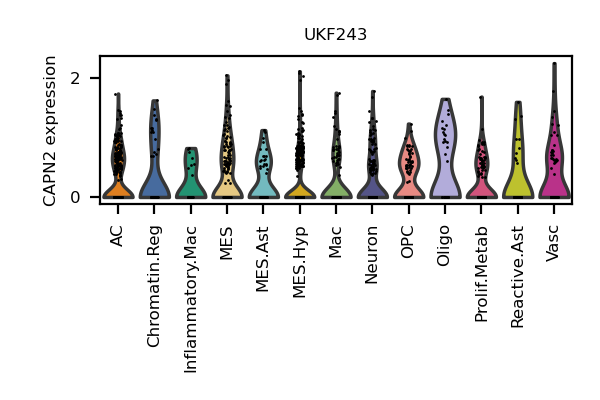 UKF243
CAPN2 expression
2
0
AC
Chromatin.Reg
Inflammatory.Mac
MES
MES.Ast
MES.Hyp
Mac
Neuron
OPC
Oligo
Prolif.Metab
Reactive.Ast
Vasc